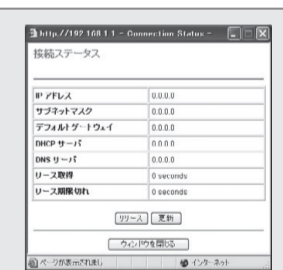 http://192.168.1.1 - Connection Status -
接続ステータス
IP アドレス 0.0.0.0
サブネットマスク 0.0.0.0
デフォルトゲートウェイ 0.0.0.0
DHCP サーバ 0.0.0.0
DNS サーバ 0.0.0.0
リース取得 0 seconds
リース期限切れ 0 seconds
リリース 更新
ウィンドウを閉じる
ページが表示されまし インターネット